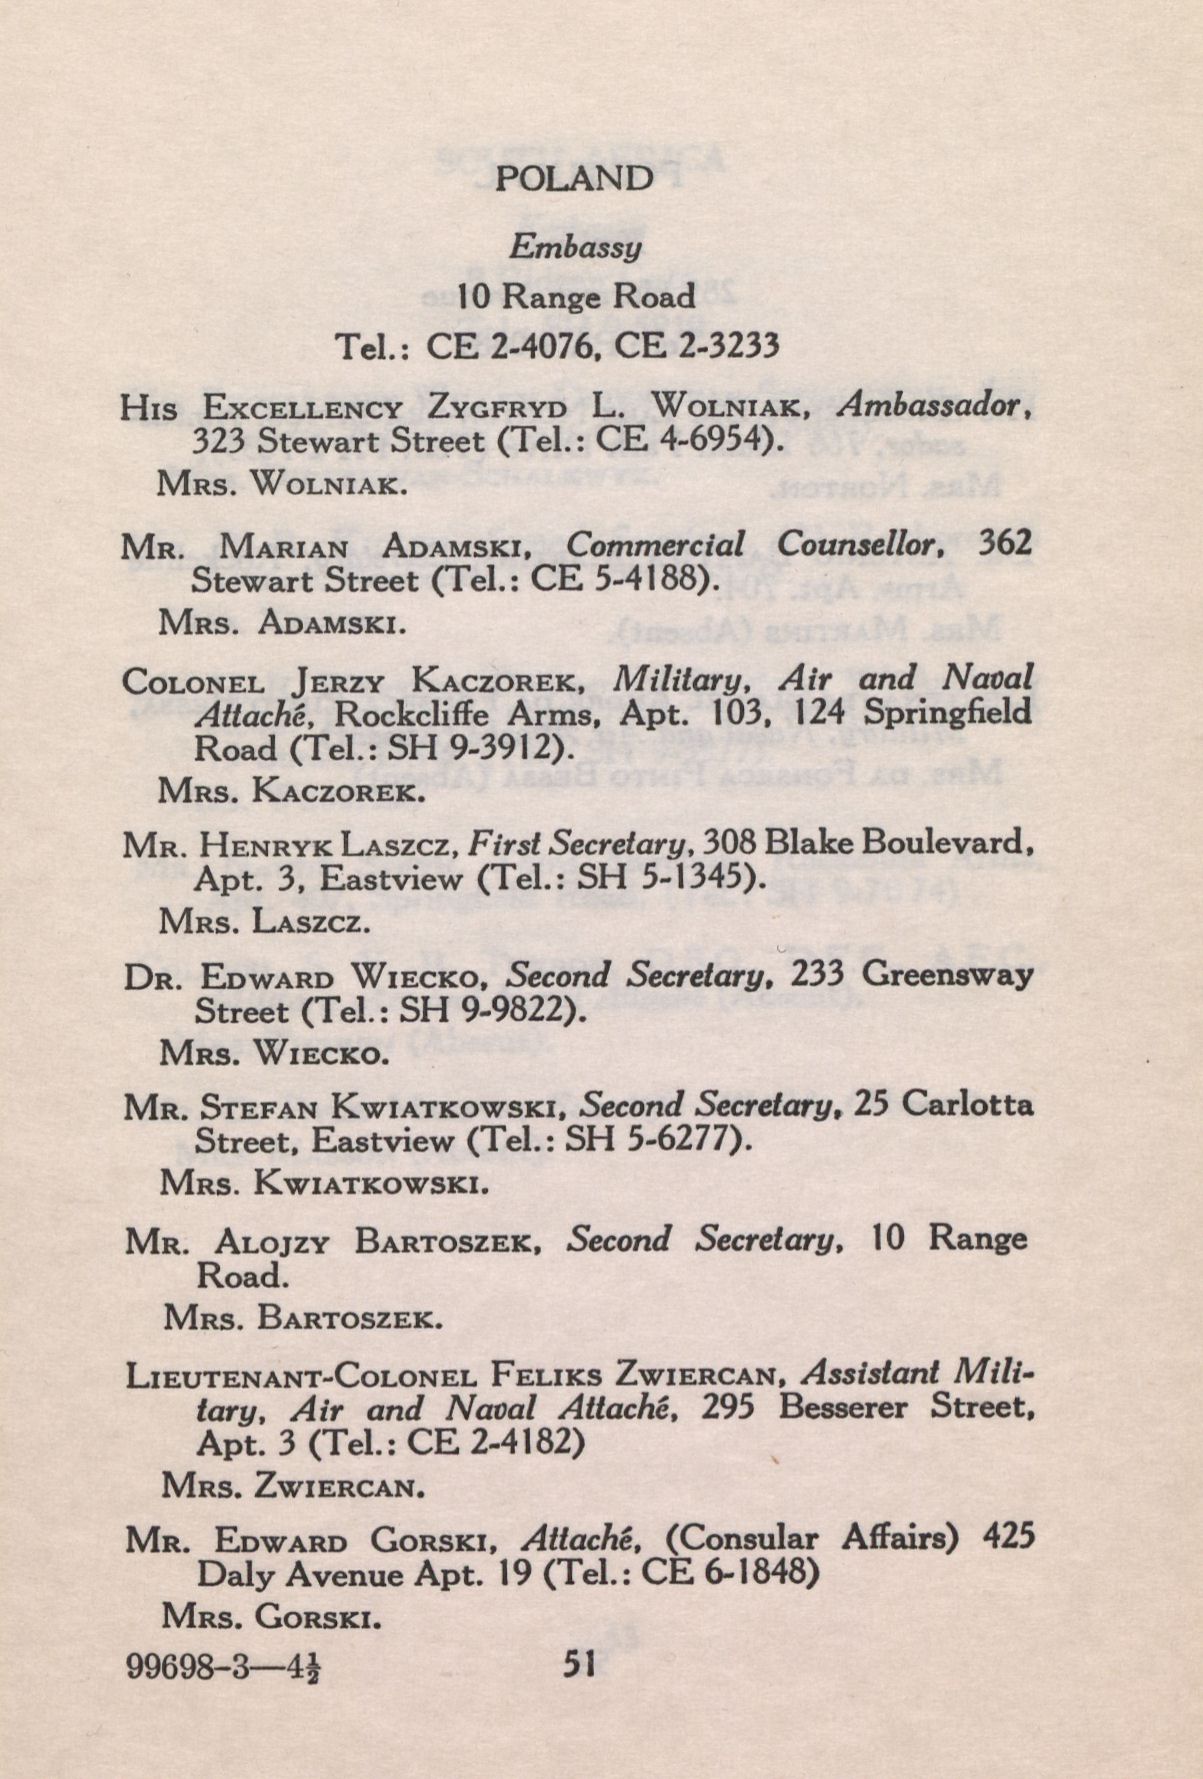 POLAND
Embassy
10 Range Road
Tel.: CE 2-4076, CE 2-3233
HIS EXCELLENCY ZYGFRYD L. WOLNIAK, Ambassador,
323 Stewart Street (Tel.: CE 4-6954).
MRS. WOLNIAK.
MR. MARIAN ADAMSKI, Commercial Counsellor, 362
Stewart Street (Tel.: CE 5-4188).
MRS. ADAMSKI.
COLONEL JERZY KACZOREK, Military, Air and Naval
Attaché, Rockcliffe Arms, Apt. 103, 124 Springfield
Road (Tel.: SH 9-3912).
MRS. KACZOREK.
MR. HENRYK LASZCZ, First Secretary, 308 Blake Boulevard,
Apt. 3, Eastview (Tel.: SH 5-1345).
MRS. LASZCZ.
DR. EDWARD WIECKO, Second Secretary, 233 Greensway
Street (Tel.: SH 9-9822).
MRS. WIECKO.
MR. STEFAN KWIATKOWSKI, Second Secretary, 25 Carlotta
Street, Eastview (Tel.: SH 5-6277).
MRS. KWIATKOWSKI.
MR. ALOJZY BARTOSZEK, Second Secretary, 10 Range
Road.
MRS. BARTOSZEK.
LIEUTENANT-COLONEL FELIKS ZWIERCAN, Assistant Mili-
tary, Air and Naval Attaché, 295 Besserer Street,
Apt. 3 (Tel.: CE 2-4182)
MRS. ZWIERCAN.
MR. EDWARD GORSKI, Attaché, (Consular Affairs) 425
Daly Avenue Apt. 19 (Tel.: CE 6-1848)
MRS. GORSKI.
99698-3—4½
51